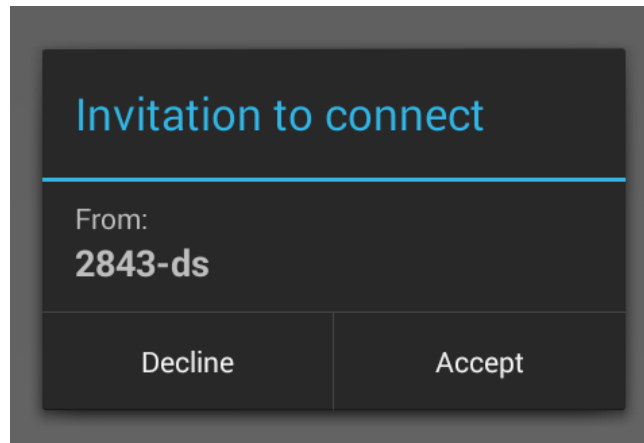 Invitation to connect
From:
2843-ds
Decline
Accept